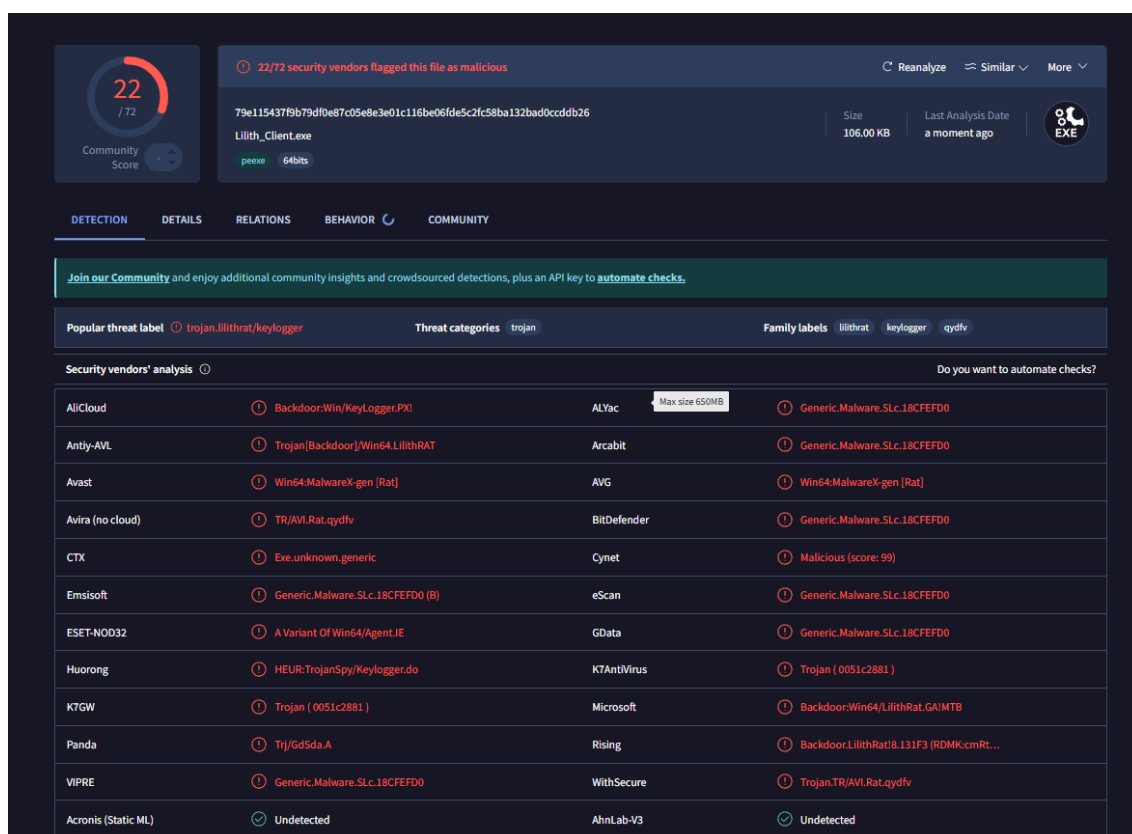 22
/ 72
Community
Score
22/72 security vendors flagged this file as malicious
Reanalyze
Similar
More
79e115437f9b79df0e87c05e8e3e01c116be06fde5c2fc58ba132bad0ccddb26
Lilith_Client.exe
peexe
64bits
Size
106.00 KB
Last Analysis Date
a moment ago
EXE
DETECTION
DETAILS
RELATIONS
BEHAVIOR
COMMUNITY
Join our Community and enjoy additional community insights and crowdsourced detections, plus an API key to automate checks.
Popular threat label trojan.lilithrat/keylogger
Threat categories trojan
Family labels lilithrat keylogger qydfv
Security vendors' analysis
Do you want to automate checks?
AliCloud Backdoor:Win/KeyLogger.PX!
ALYac Generic.Malware.SLc.18CFEFD0
Max size 650MB
Antiy-AVL Trojan[Backdoor]/Win64.LilithRAT
Arcabit Generic.Malware.SLc.18CFEFD0
Avast Win64:MalwareX-gen [Rat]
AVG Win64:MalwareX-gen [Rat]
Avira (no cloud) TR/AVI.Rat.qydfv
BitDefender Generic.Malware.SLc.18CFEFD0
CTX Exe.unknown.generic
Cynet Malicious (score: 99)
Emsisoft Generic.Malware.SLc.18CFEFD0 (B)
eScan Generic.Malware.SLc.18CFEFD0
ESET-NOD32 A Variant Of Win64/Agent.IE
GData Generic.Malware.SLc.18CFEFD0
Huorong HEUR:TrojanSpy/Keylogger.do
K7AntiVirus Trojan ( 0051c2881 )
K7GW Trojan ( 0051c2881 )
Microsoft Backdoor:Win64/LilithRat.GA!MTB
Panda Trj/GdSda.A
Rising Backdoor.LilithRat!8.131F3 (RDMK:cmRt...
VIPRE Generic.Malware.SLc.18CFEFD0
WithSecure Trojan.TR/AVI.Rat.qydfv
Acronis (Static ML) Undetected
AhnLab-V3 Undetected